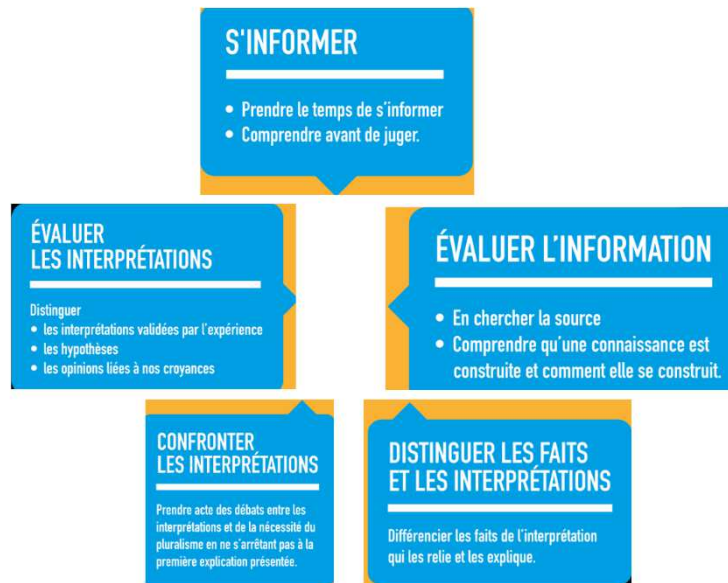 S'INFORMER
• Prendre le temps de s'informer
• Comprendre avant de juger.
ÉVALUER
LES INTERPRÉTATIONS
Distinguer
• les interprétations validées par l'expérience
• les hypothèses
• les opinions liées à nos croyances
ÉVALUER L'INFORMATION
• En chercher la source
• Comprendre qu'une connaissance est
construite et comment elle se construit.
CONFRONTER
LES INTERPRÉTATIONS
Prendre acte des débats entre les
interprétations et de la nécessité du
pluralisme en ne s'arrêtant pas à la
première explication présentée.
DISTINGUER LES FAITS
ET LES INTERPRÉTATIONS
Différencier les faits de l'interprétation
qui les relie et les explique.